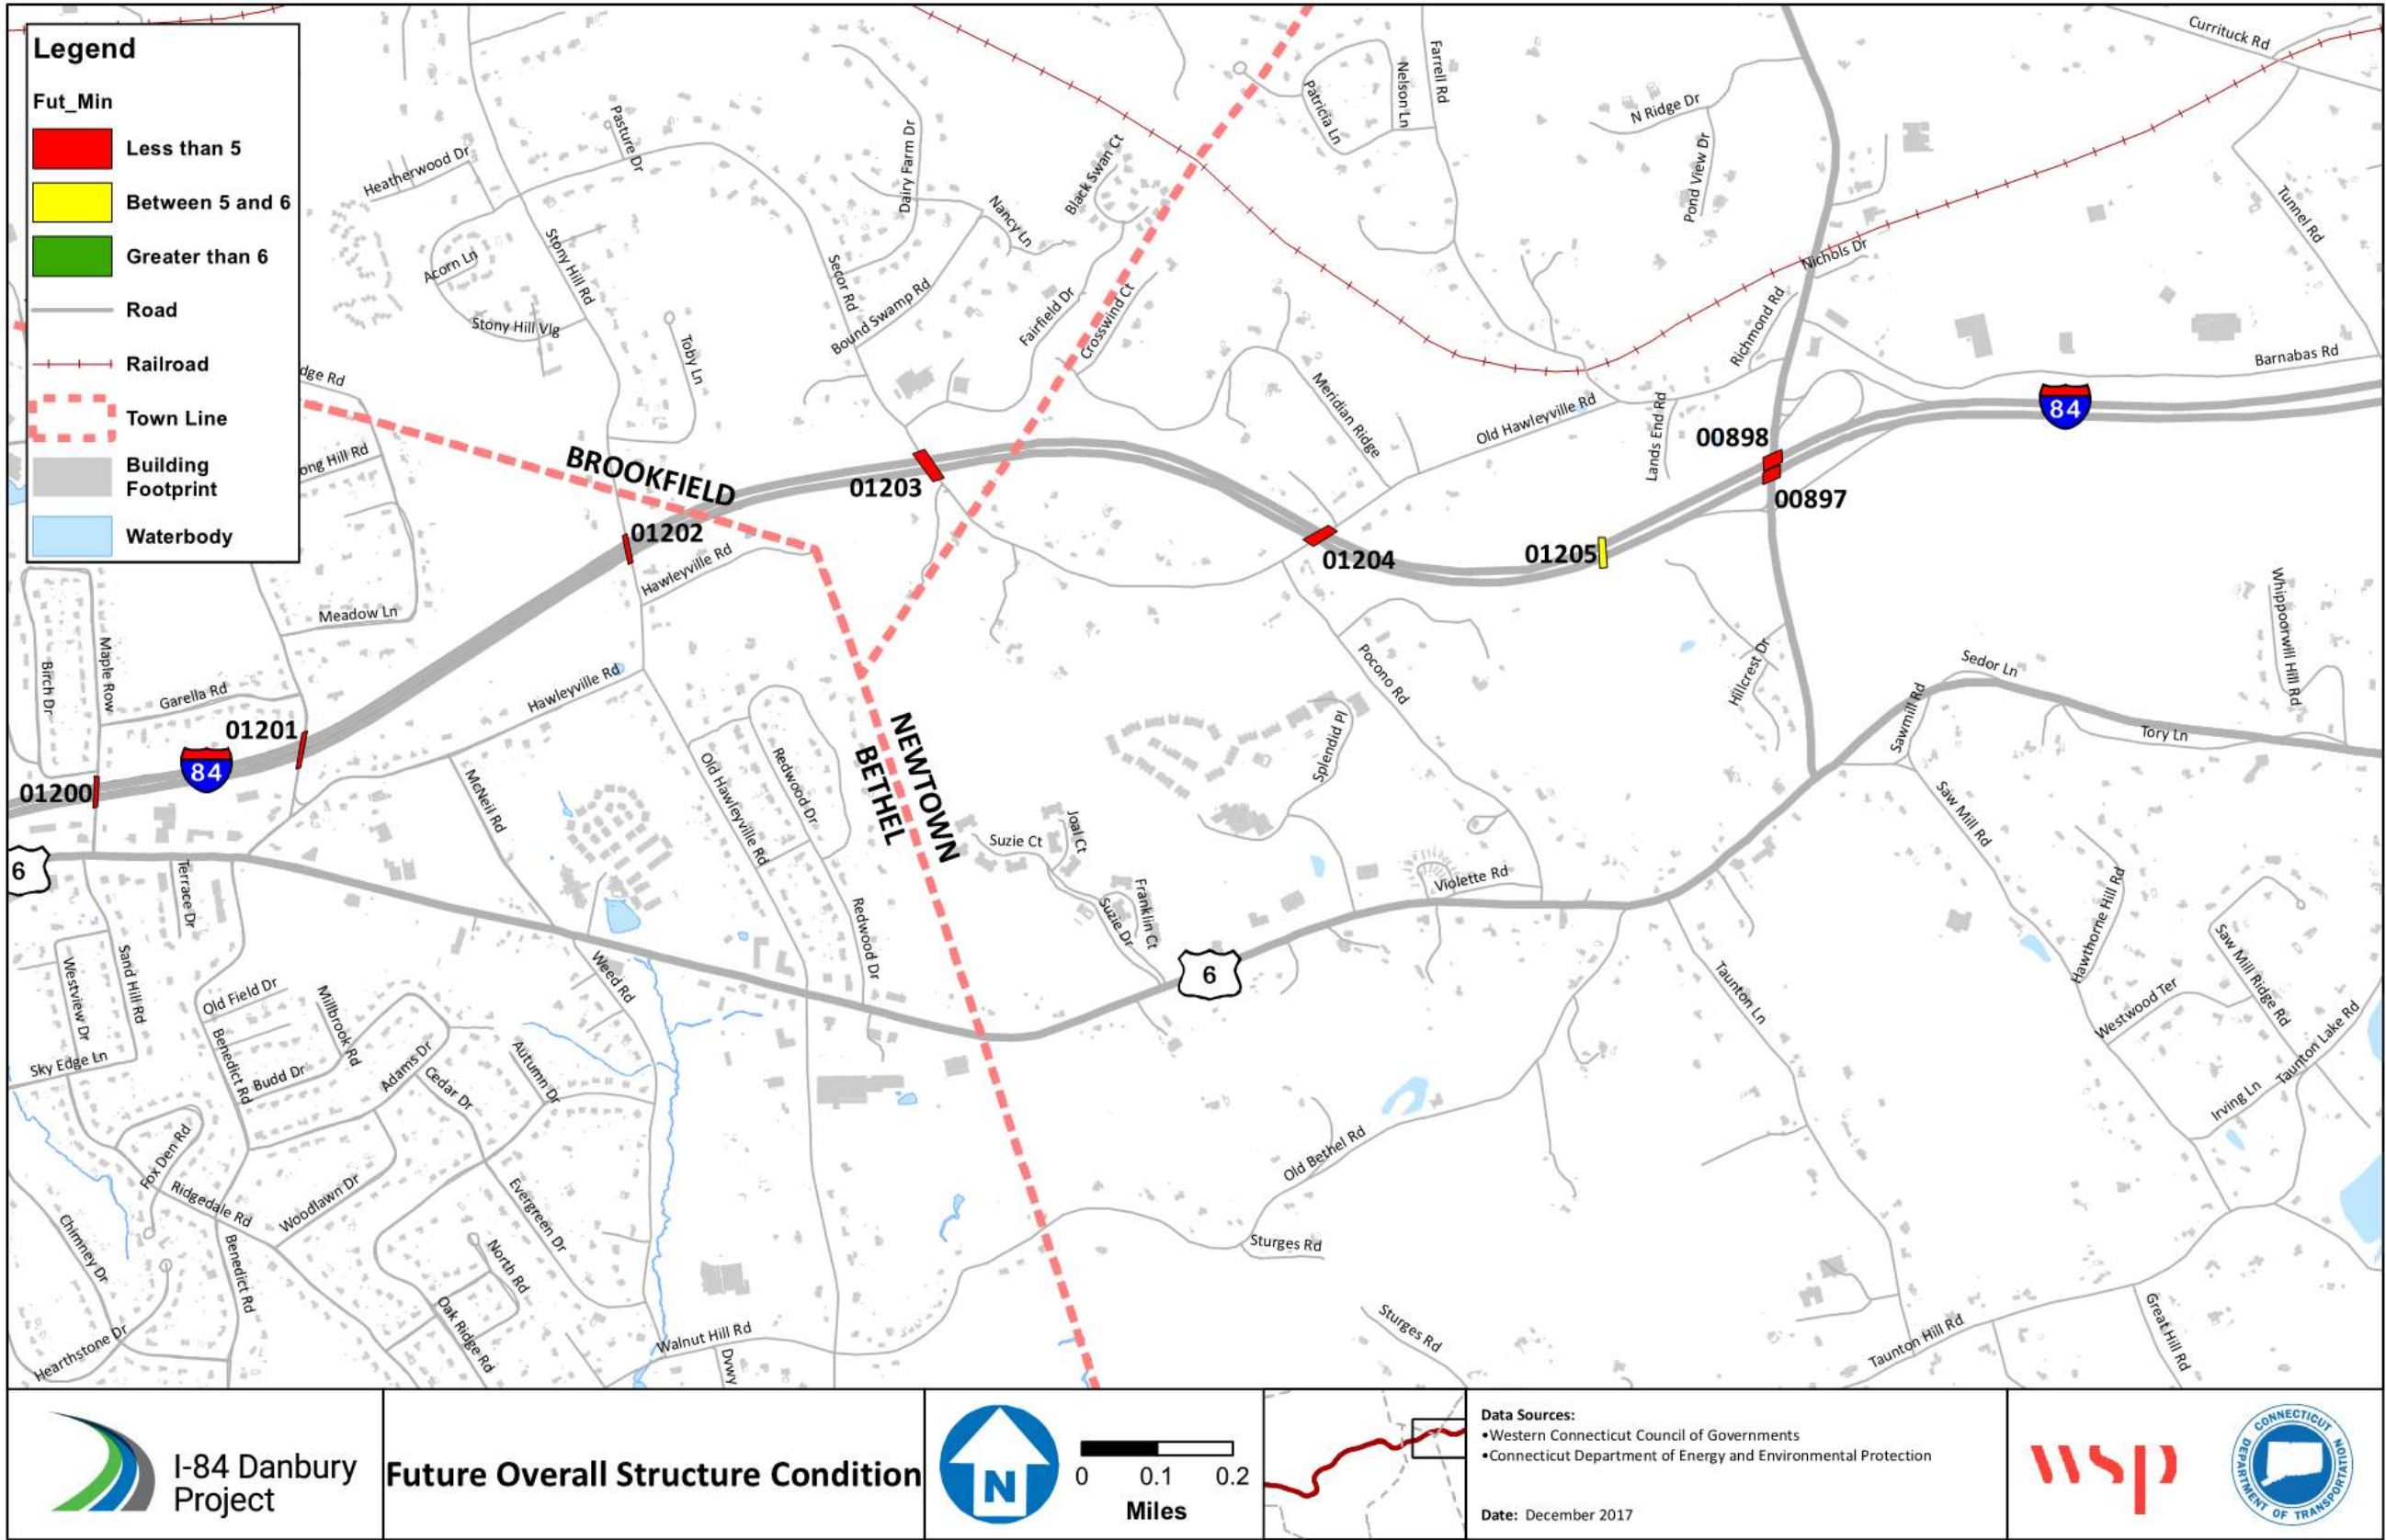 Legend
Fut_Min
Less than 5
Between 5 and 6
Greater than 6
Road
Railroad
Town Line
Building
Footprint
Waterbody
Currituck Rd
Farrell Rd
Nelson Ln
Patricia Ln
N Ridge Dr
Pond View Dr
Pasture Dr
Heatherwood Dr
Dairy Farm Dr
Black Swan Ct
Nancy Ln
Tunnel Rd
Acorn Ln
Stony Hill Rd
Secor Rd
Bound Swamp Rd
Fairfield Dr
Crosswind Ct
Nichols Dr
Richmond Rd
Stony Hill Vlg
Toby Ln
Barnabas Rd
dge Rd
Meridian Ridge
Old Hawleyville Rd
Lands End Rd
84
00898
ong Hill Rd
BROOKFIELD
01203
00897
01202
01204
01205
Hawleyville Rd
Meadow Ln
Whippoorwill Hill Rd
Birch Dr
Maple Row
Garella Rd
Hawleyville Rd
Pocono Rd
Hillcrest Dr
Sedor Ln
Sawmill Rd
Tory Ln
01201
84
01200
NEWTOWN
BETHEL
Splendid Pl
Old Hawleyville Rd
Redwood Dr
McNeil Rd
Saw Mill Rd
Suzie Ct
Joal Ct
6
Terrace Dr
Violette Rd
Franklin Ct
Suzie Dr
Redwood Dr
Hawthorne Hill Rd
Saw Mill Ridge Rd
Westview Dr
Sand Hill Rd
Weed Rd
6
Taunton Ln
Old Field Dr
Millbrook Rd
Westwood Ter
Taunton Lake Rd
Benedict Rd
Sky Edge Ln
Budd Dr
Adams Dr
Cedar Dr
Autumn Dr
Irving Ln
Fox Den Rd
Old Bethel Rd
Ridgedale Rd
Woodlawn Dr
Evergreen Dr
Chimney Dr
Benedict Rd
North Rd
Sturges Rd
Oak Ridge Rd
Hearthstone Dr
Walnut Hill Rd
Dvwy
Sturges Rd
Taunton Hill Rd
Great Hill Rd
I-84 Danbury
Project
Future Overall Structure Condition
N
0 0.1 0.2
Miles
Data Sources:
•Western Connecticut Council of Governments
•Connecticut Department of Energy and Environmental Protection
Date: December 2017
wsp
CONNECTICUT
DEPARTMENT OF TRANSPORTATION